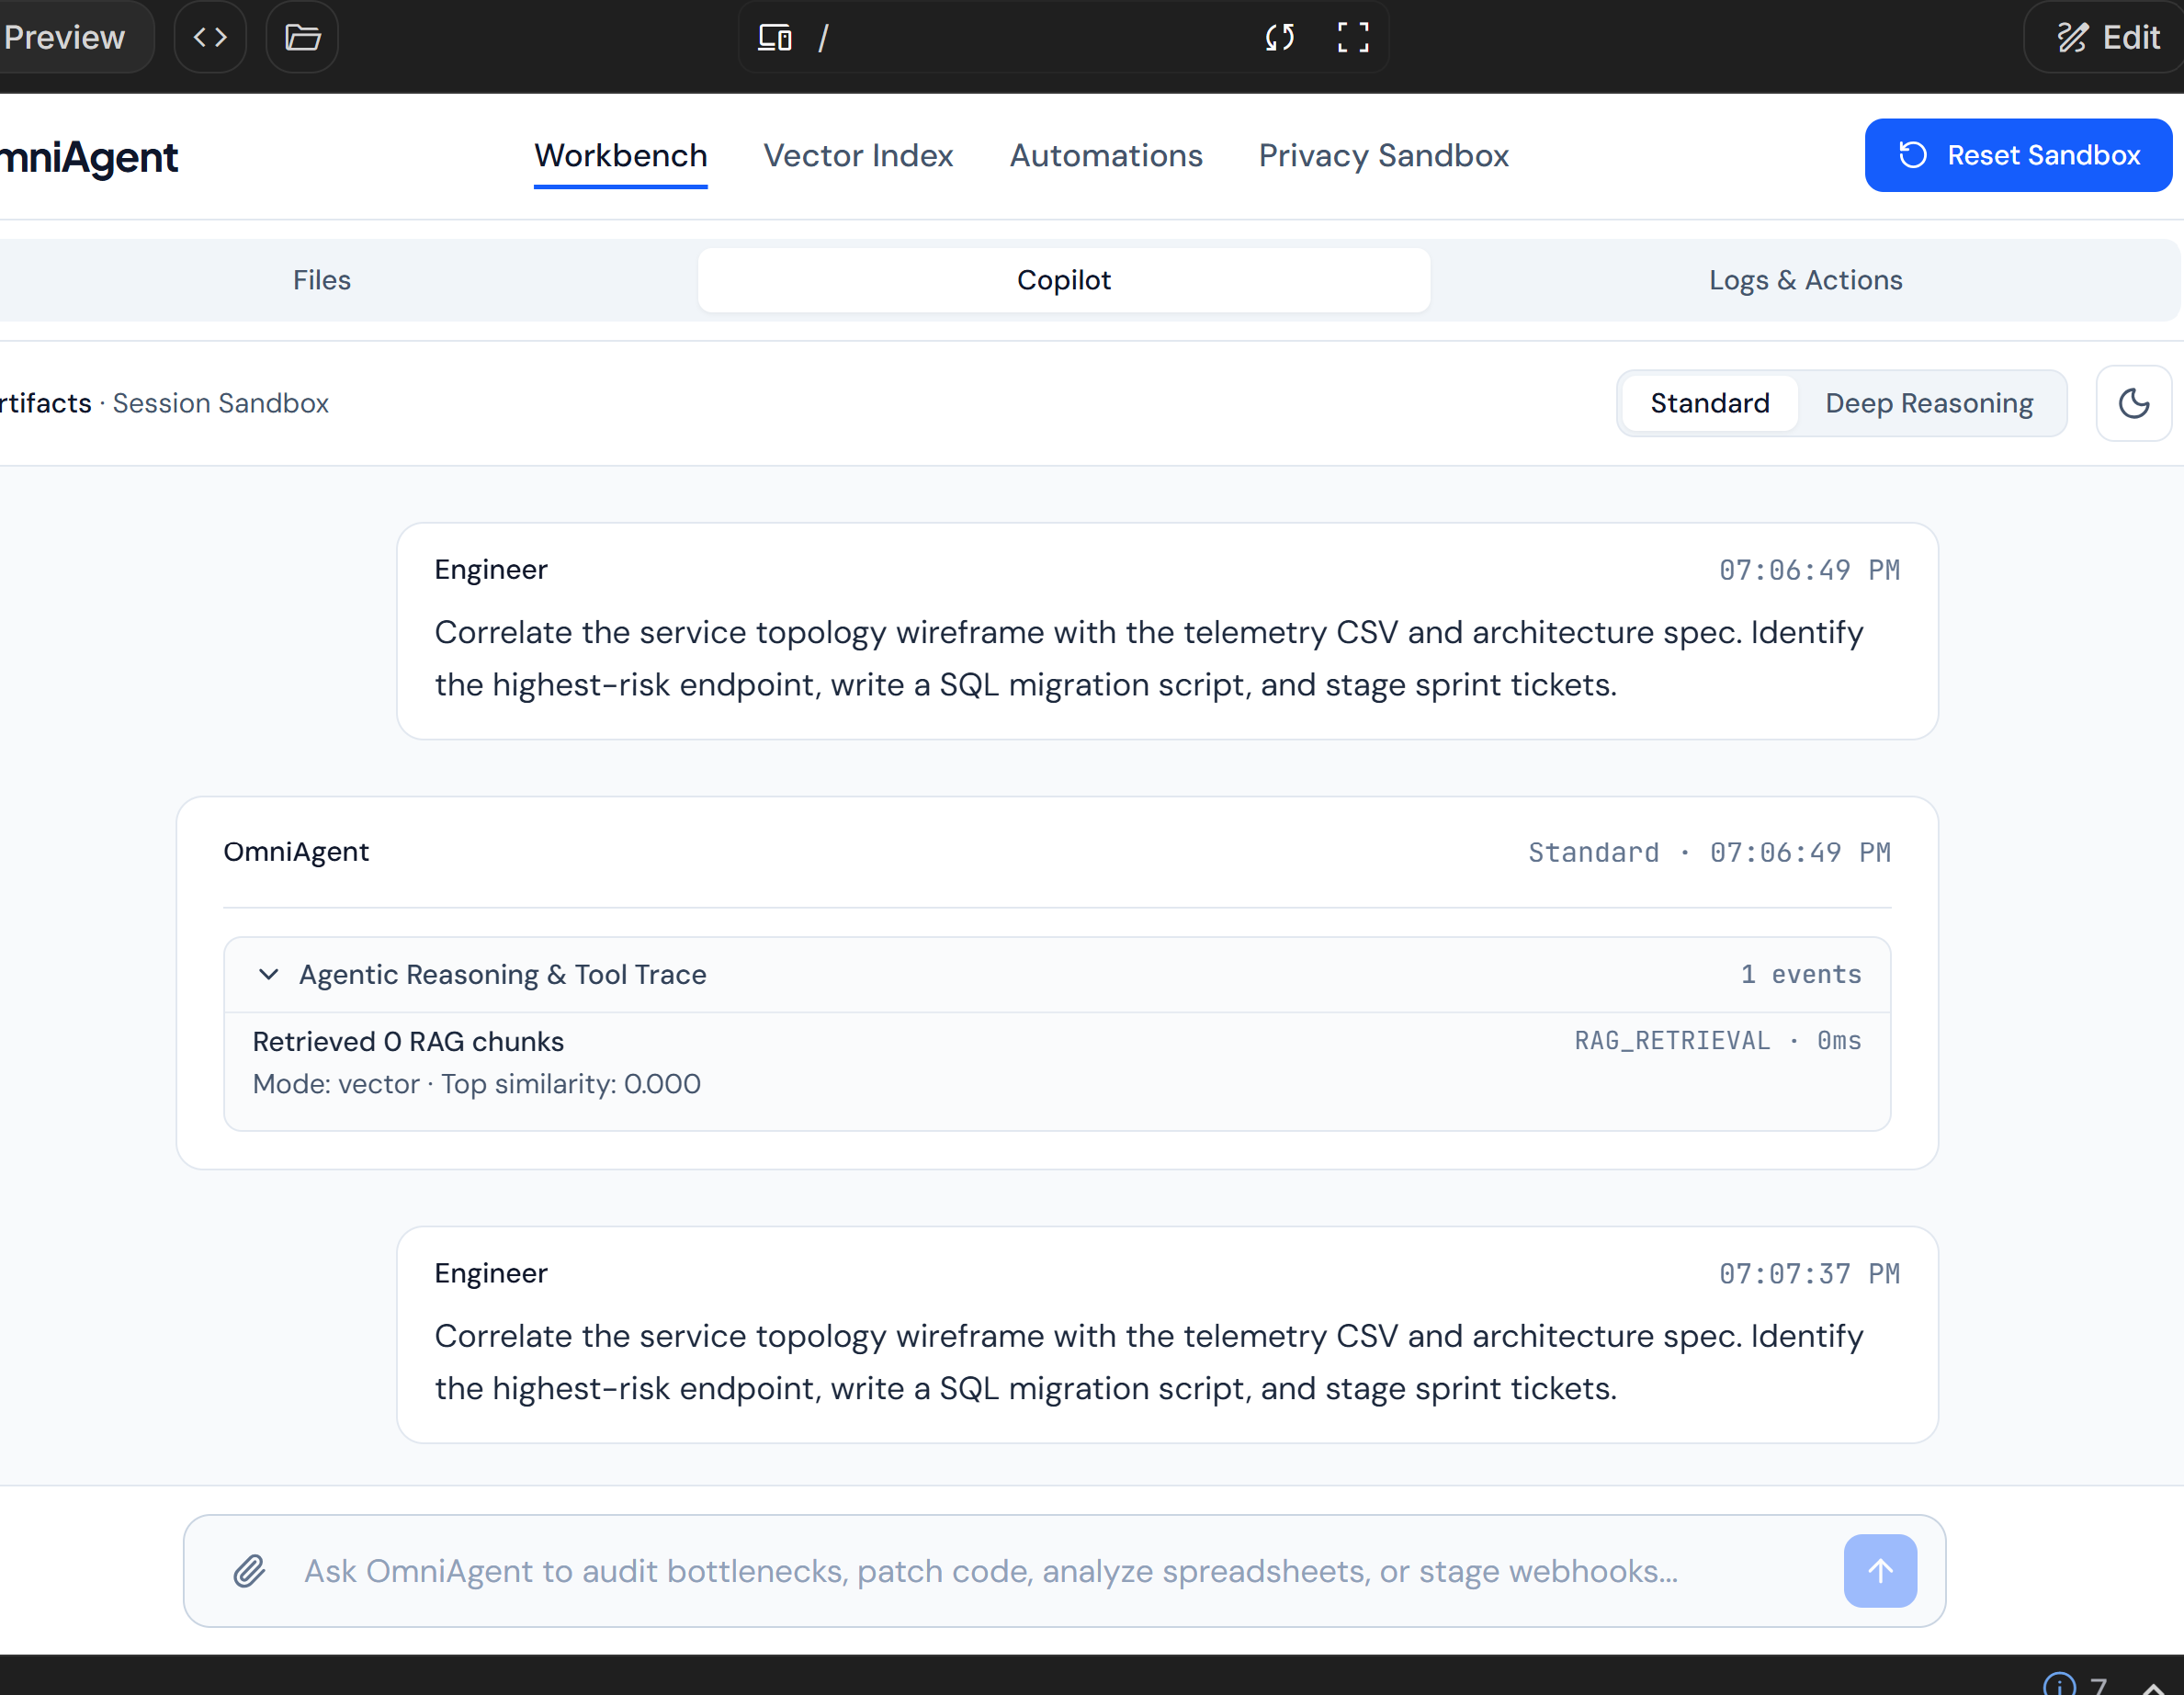 Preview
/
Edit
mniAgent
Workbench
Vector Index
Automations
Privacy Sandbox
Reset Sandbox
Files
Copilot
Logs & Actions
rtifacts · Session Sandbox
Standard
Deep Reasoning
Engineer
07:06:49 PM
Correlate the service topology wireframe with the telemetry CSV and architecture spec. Identify
the highest-risk endpoint, write a SQL migration script, and stage sprint tickets.
OmniAgent
Standard · 07:06:49 PM
Agentic Reasoning & Tool Trace
1 events
Retrieved 0 RAG chunks
RAG_RETRIEVAL · 0ms
Mode: vector · Top similarity: 0.000
Engineer
07:07:37 PM
Correlate the service topology wireframe with the telemetry CSV and architecture spec. Identify
the highest-risk endpoint, write a SQL migration script, and stage sprint tickets.
Ask OmniAgent to audit bottlenecks, patch code, analyze spreadsheets, or stage webhooks...
7